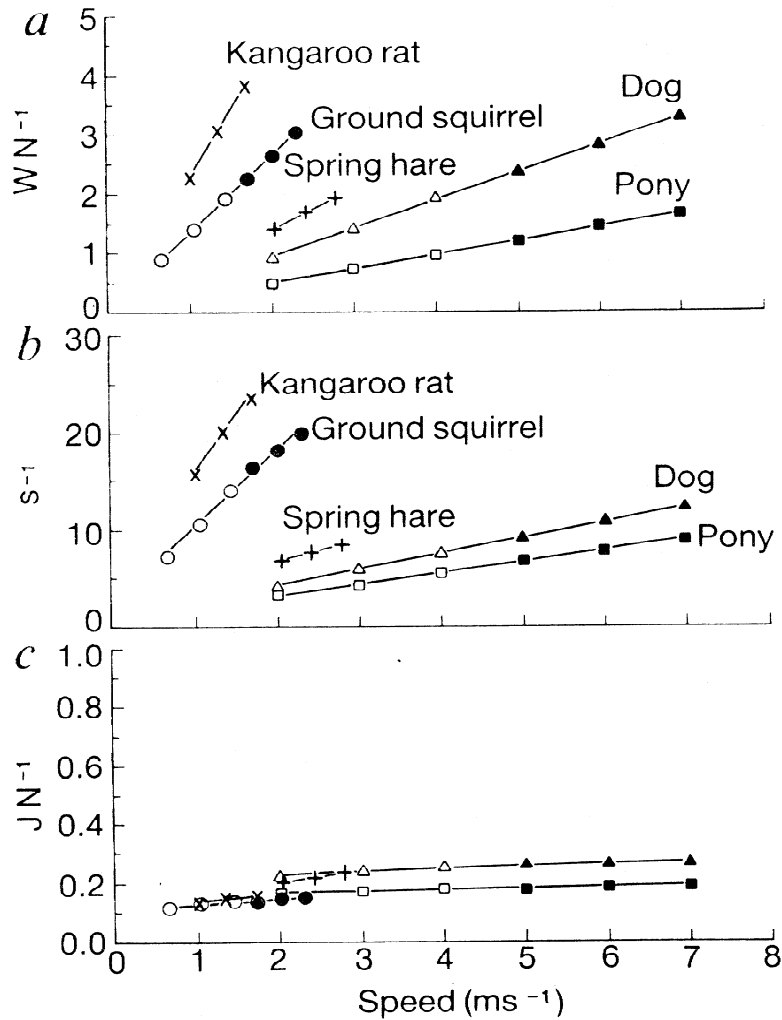 a
5
4
3
2
1
0
W N⁻¹
Kangaroo rat
Ground squirrel
Spring hare
Dog
Pony
b
30
20
10
0
s⁻¹
Kangaroo rat
Ground squirrel
Spring hare
Dog
Pony
c
1.0
0.8
0.6
0.4
0.2
0.0
J N⁻¹
0 1 2 3 4 5 6 7 8
Speed (ms⁻¹)